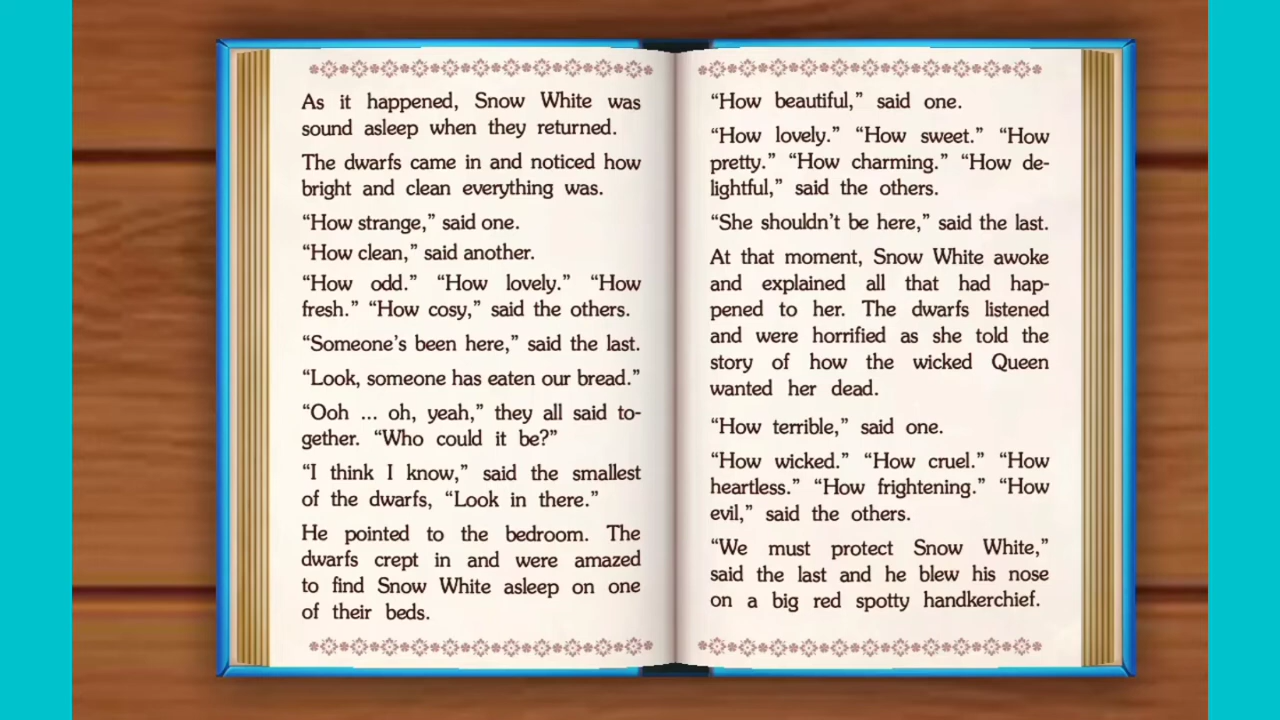 As it happened, Snow White was
sound asleep when they returned.
The dwarfs came in and noticed how
bright and clean everything was.
“How strange,” said one.
“How clean,” said another.
“How odd.” “How lovely.” “How
fresh.” “How cosy,” said the others.
“Someone’s been here,” said the last.
“Look, someone has eaten our bread.”
“Ooh ... oh, yeah,” they all said to-
gether. “Who could it be?”
“I think I know,” said the smallest
of the dwarfs, “Look in there.”
He pointed to the bedroom. The
dwarfs crept in and were amazed
to find Snow White asleep on one
of their beds.
“How beautiful,” said one.
“How lovely.” “How sweet.” “How
pretty.” “How charming.” “How de-
lightful,” said the others.
“She shouldn’t be here,” said the last.
At that moment, Snow White awoke
and explained all that had hap-
pened to her. The dwarfs listened
and were horrified as she told the
story of how the wicked Queen
wanted her dead.
“How terrible,” said one.
“How wicked.” “How cruel.” “How
heartless.” “How frightening.” “How
evil,” said the others.
“We must protect Snow White,”
said the last and he blew his nose
on a big red spotty handkerchief.